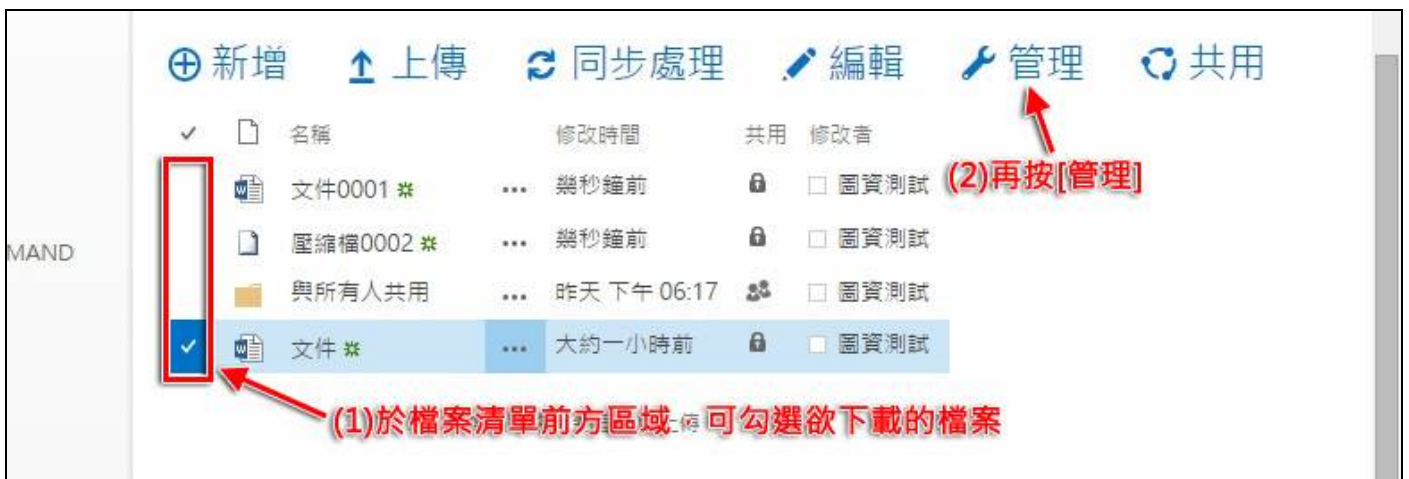 新增 上傳 同步處理 編輯 管理 共用
名稱 修改時間 共用 修改者
文件0001 ... 幾秒鐘前 圖資測試
(2)再按[管理]
壓縮檔0002 ... 幾秒鐘前 圖資測試
MAND
與所有人共用 ... 昨天 下午 06:17 圖資測試
文件 ... 大約一小時前 圖資測試
(1)於檔案清單前方區域 可勾選欲下載的檔案